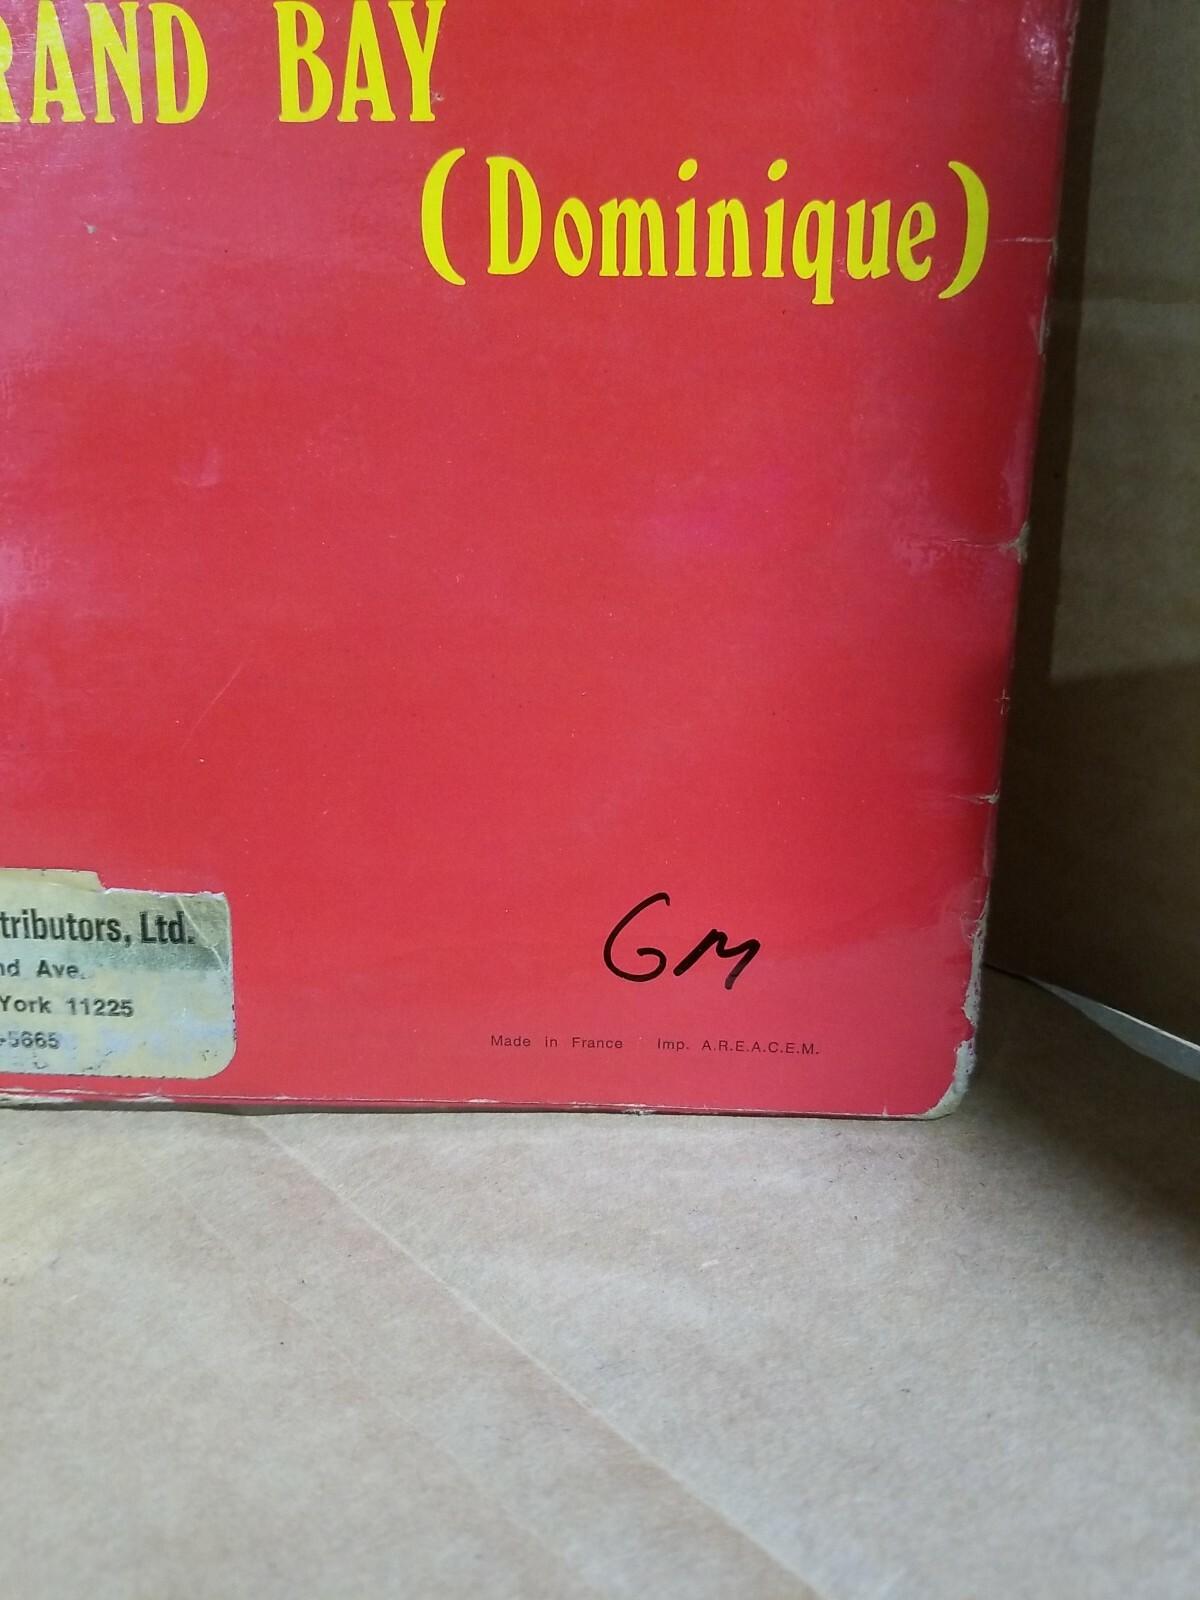 RAND BAY
(Dominique)
tributors, Ltd.
nd Ave.
York 11225
-5665
GM
Made in France Imp. A.R.E.A.C.E.M.